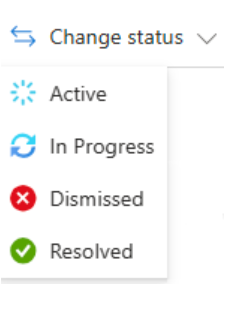 Change status
Active
In Progress
Dismissed
Resolved